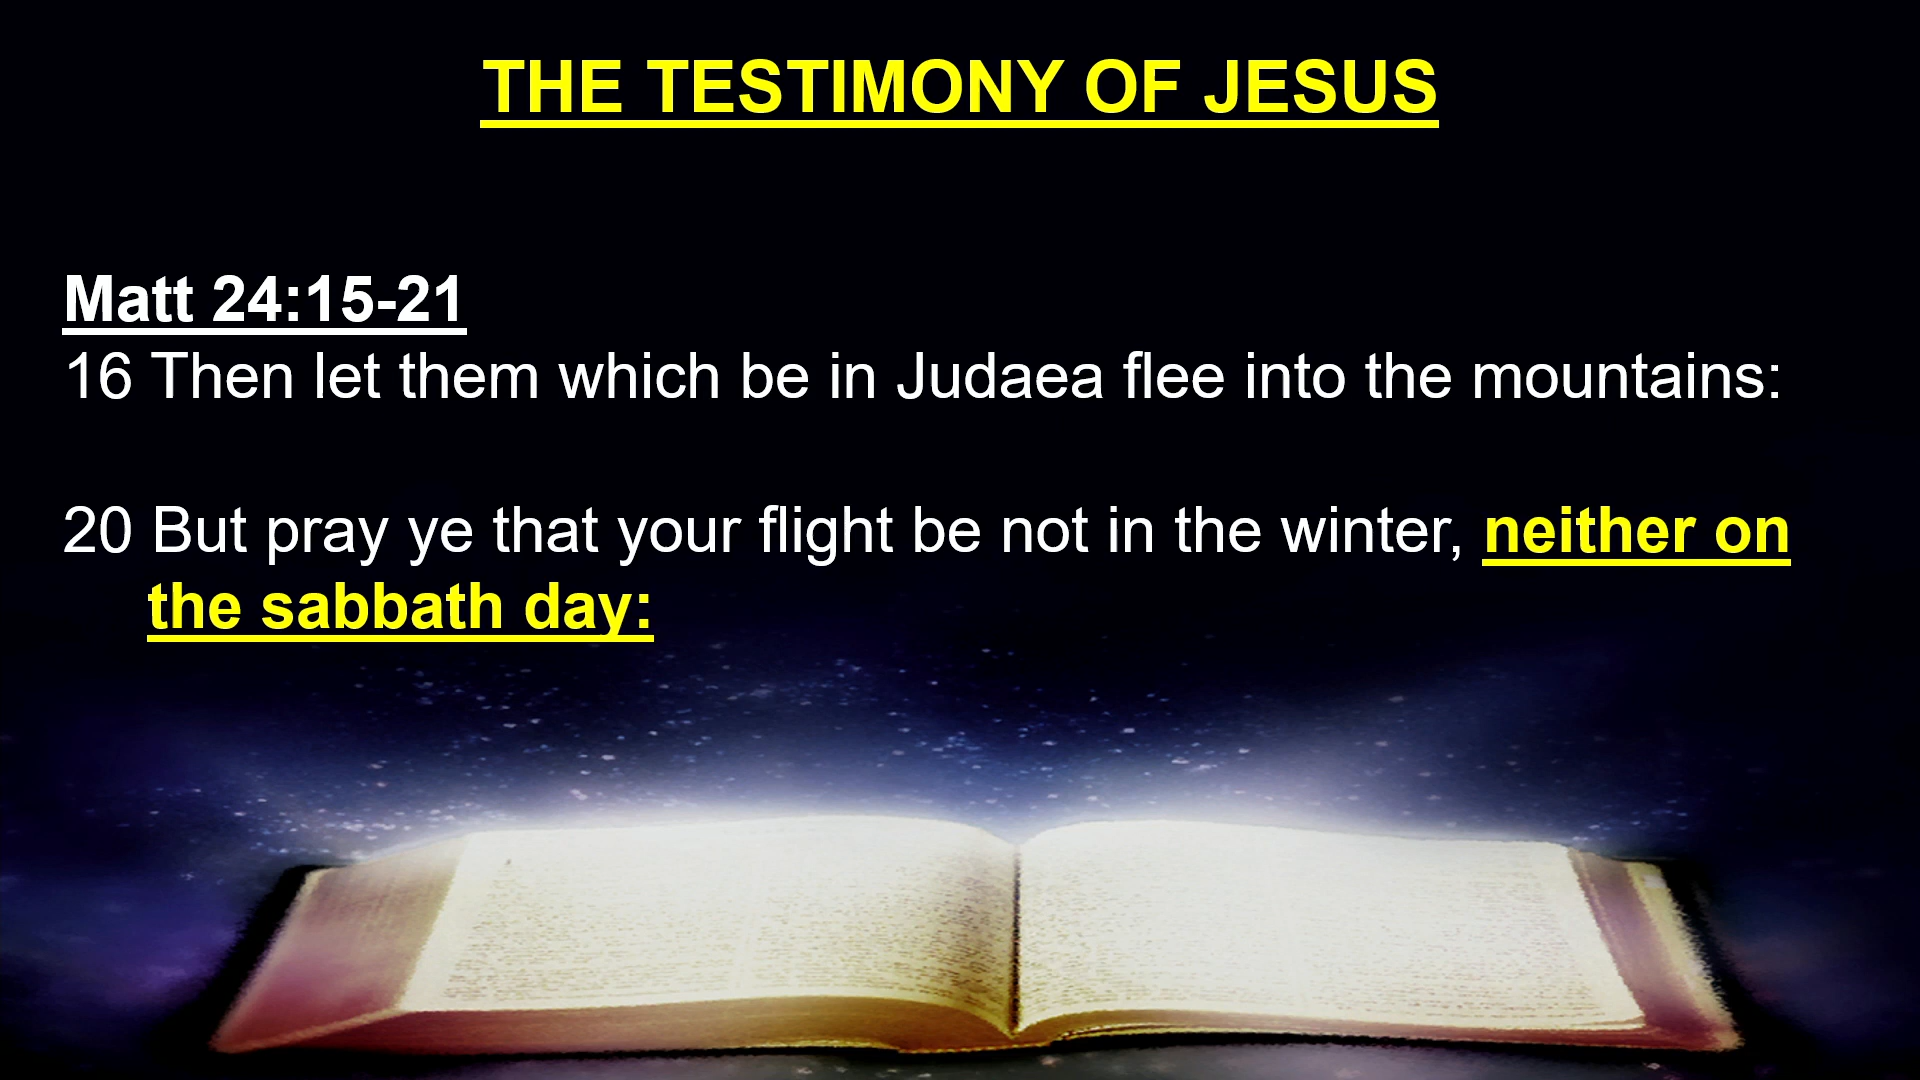 THE TESTIMONY OF JESUS
Matt 24:15-21
16 Then let them which be in Judaea flee into the mountains:
20 But pray ye that your flight be not in the winter, neither on
the sabbath day: